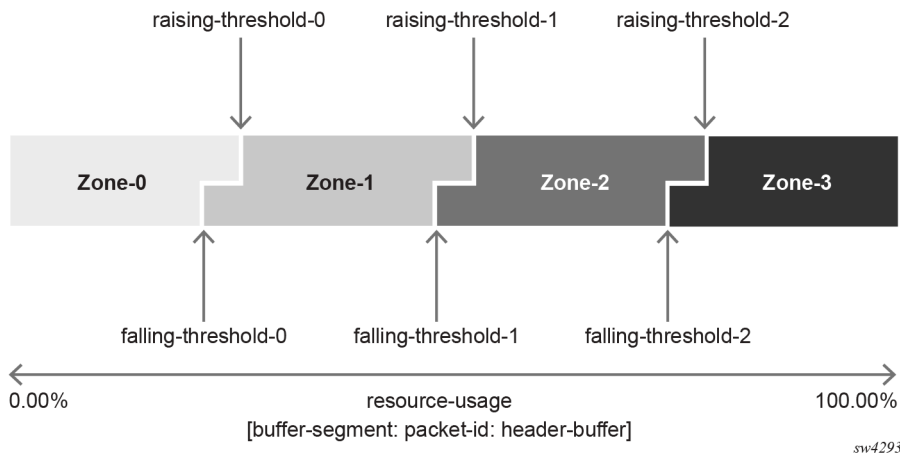 raising-threshold-0 raising-threshold-1 raising-threshold-2
Zone-0 Zone-1 Zone-2 Zone-3
falling-threshold-0 falling-threshold-1 falling-threshold-2
0.00% resource-usage 100.00%
[buffer-segment: packet-id: header-buffer]
sw4293